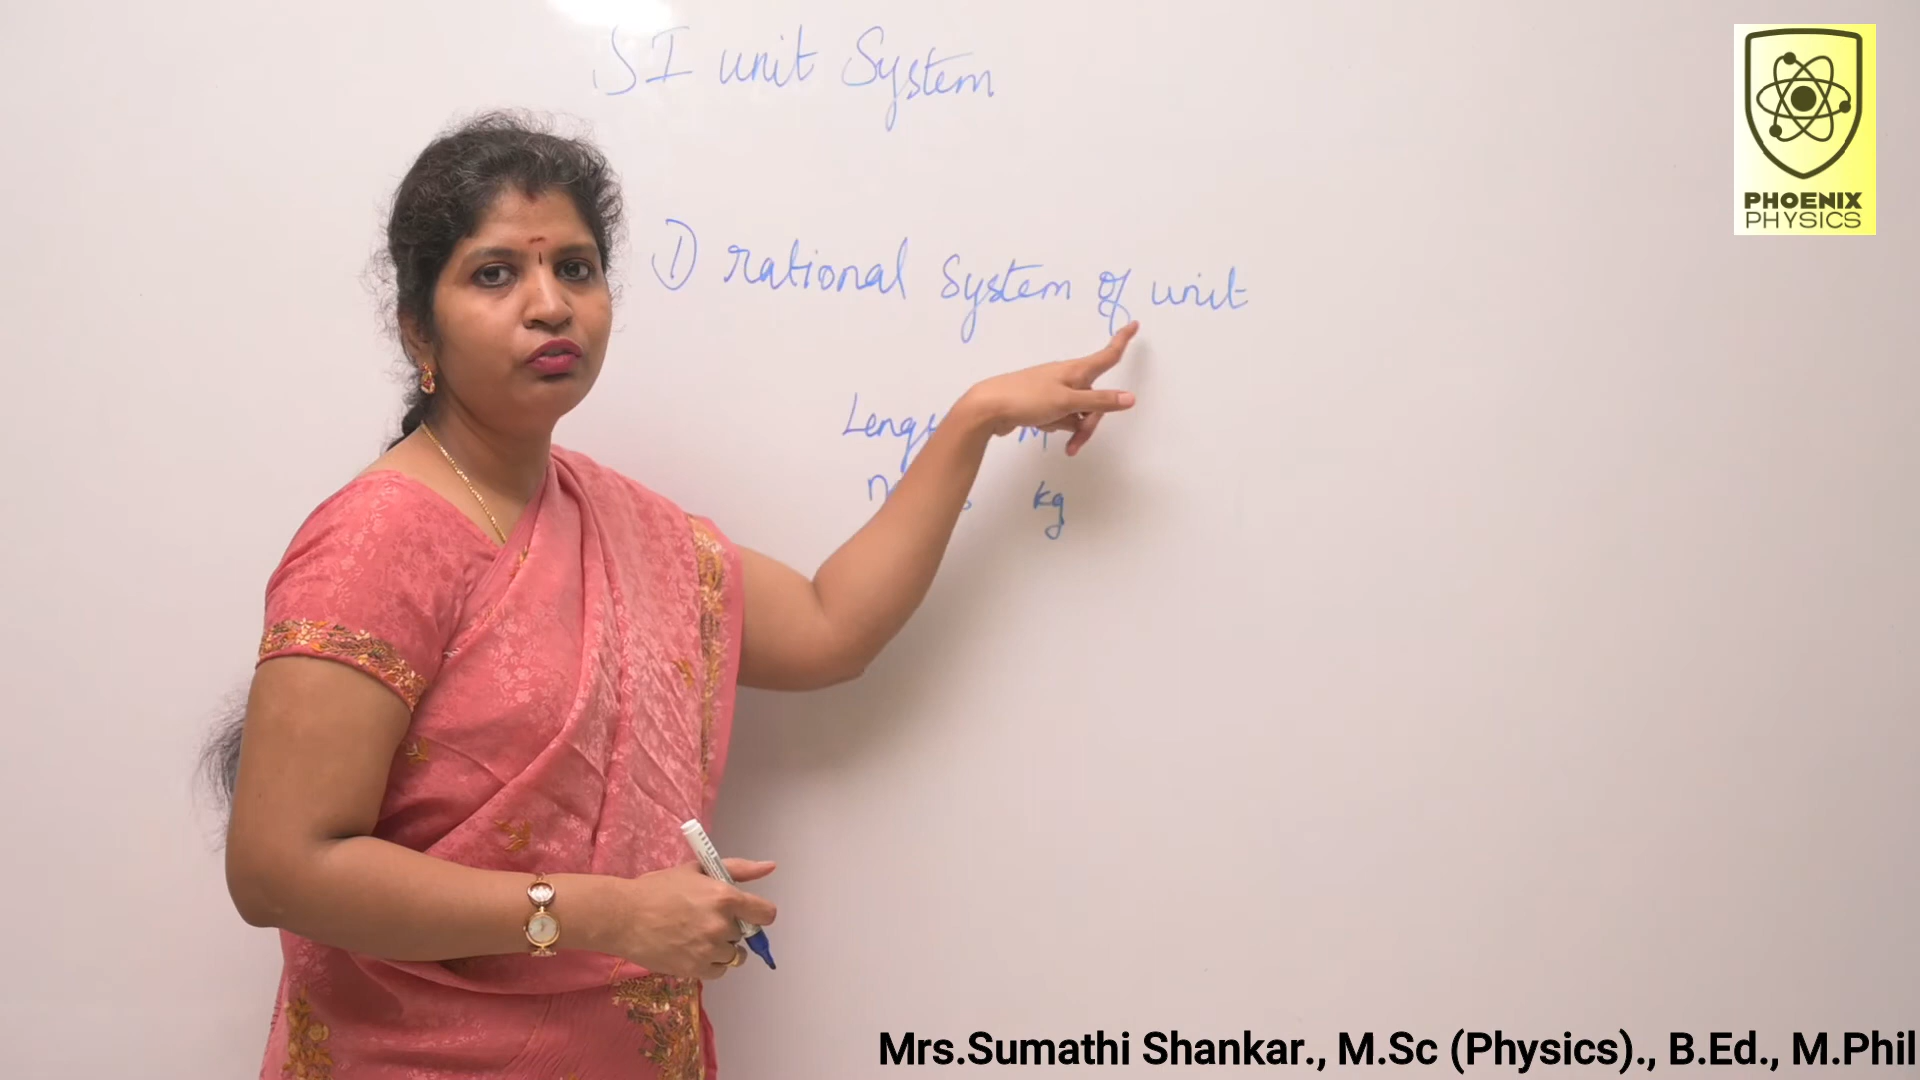 SI unit System
PHOENIX
PHYSICS
① rational System of unit
kg
Mrs.Sumathi Shankar., M.Sc (Physics)., B.Ed., M.Phil